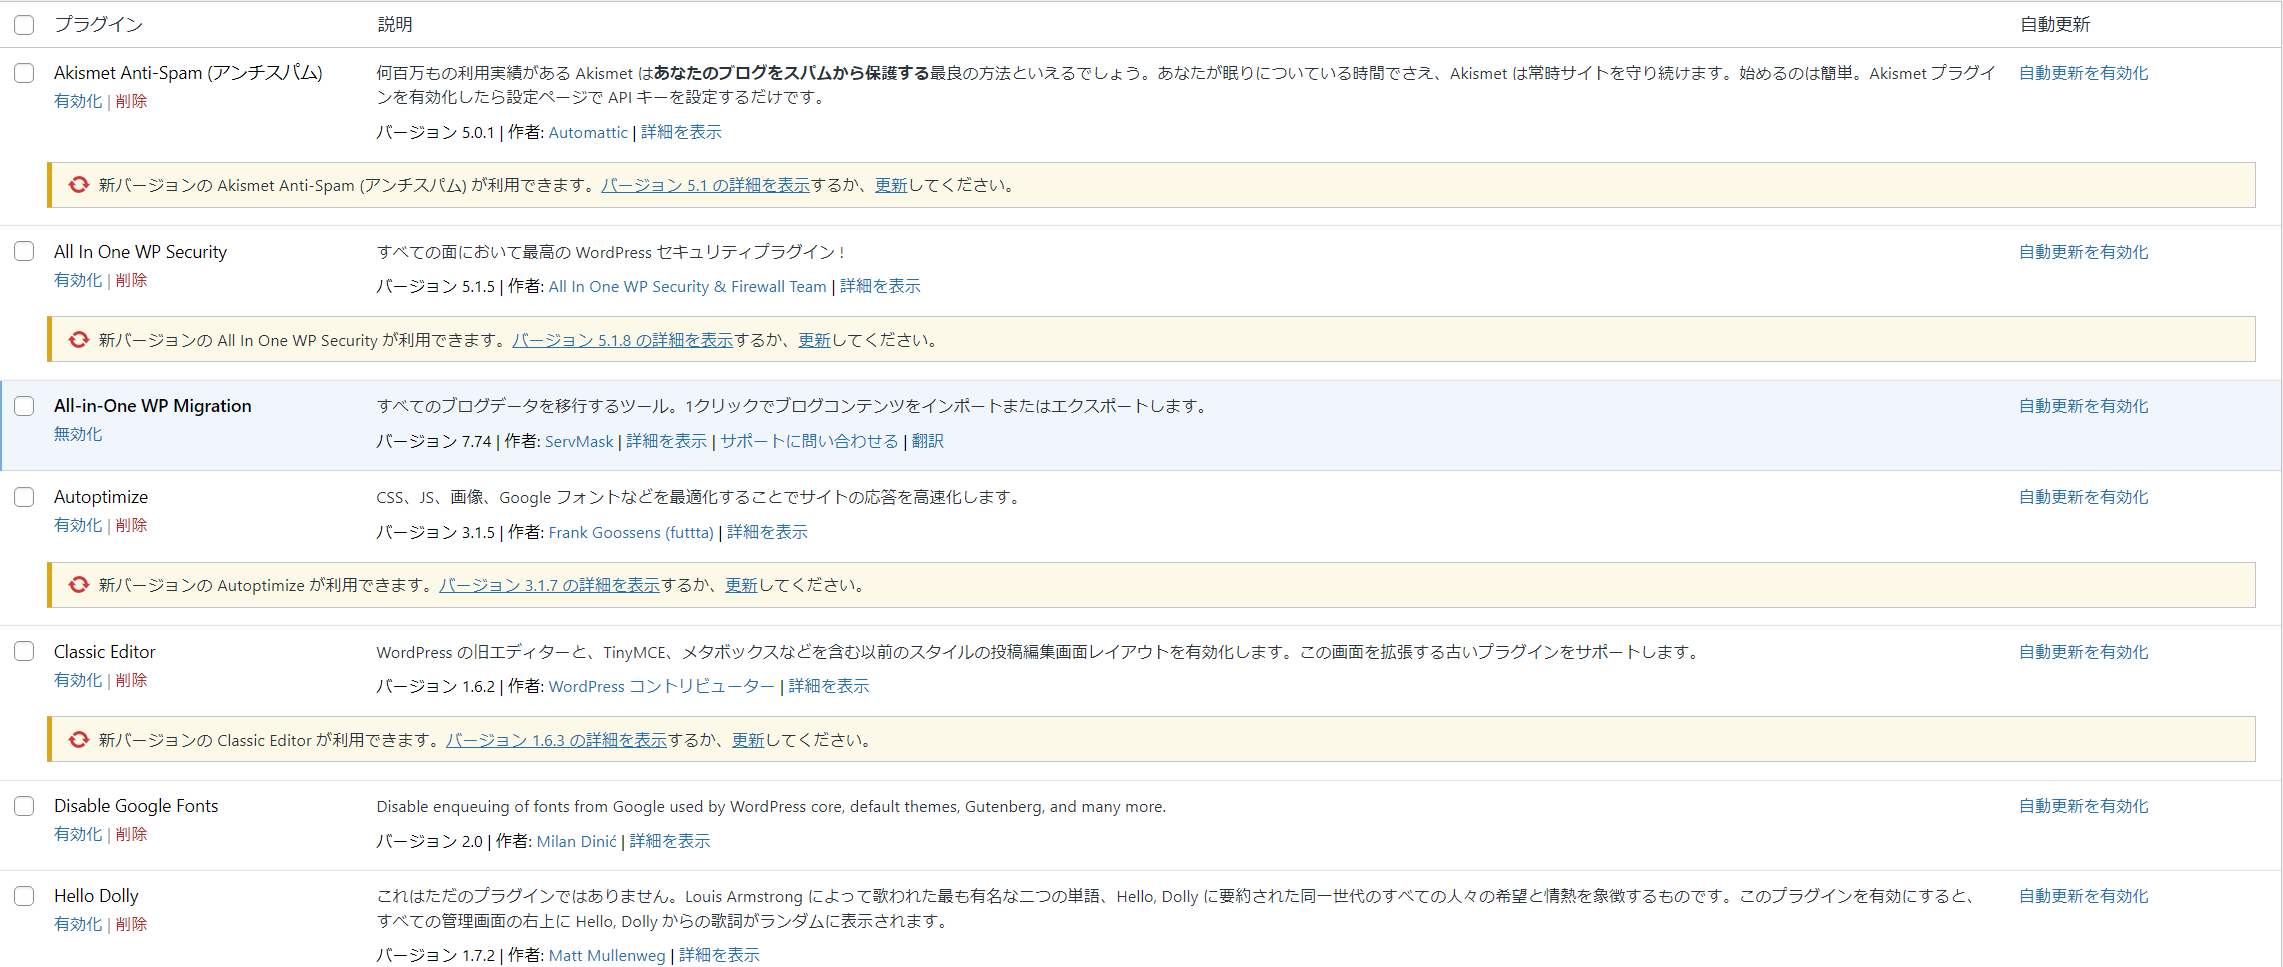 プラグイン 説明 自動更新
Akismet Anti-Spam (アンチスパム) 何百万もの利用実績がある Akismet はあなたのブログをスパムから保護する最良の方法といえるでしょう。あなたが眠りについている時間でさえ、Akismet は常時サイトを守り続けます。始めるのは簡単。Akismet プラグイ 自動更新を有効化
有効化 | 削除 ンを有効化したら設定ページで API キーを設定するだけです。
バージョン 5.0.1 | 作者: Automattic | 詳細を表示
新バージョンの Akismet Anti-Spam (アンチスパム) が利用できます。バージョン 5.1 の詳細を表示するか、更新してください。
All In One WP Security すべての面において最高の WordPress セキュリティプラグイン ! 自動更新を有効化
有効化 | 削除 バージョン 5.1.5 | 作者: All In One WP Security & Firewall Team | 詳細を表示
新バージョンの All In One WP Security が利用できます。バージョン 5.1.8 の詳細を表示するか、更新してください。
All-in-One WP Migration すべてのブログデータを移行するツール。1クリックでブログコンテンツをインポートまたはエクスポートします。 自動更新を有効化
無効化 バージョン 7.74 | 作者: ServMask | 詳細を表示 | サポートに問い合わせる | 翻訳
Autoptimize CSS、JS、画像、Google フォントなどを最適化することでサイトの応答を高速化します。 自動更新を有効化
有効化 | 削除 バージョン 3.1.5 | 作者: Frank Goossens (futtta) | 詳細を表示
新バージョンの Autoptimize が利用できます。バージョン 3.1.7 の詳細を表示するか、更新してください。
Classic Editor WordPress の旧エディターと、TinyMCE、メタボックスなどを含む以前のスタイルの投稿編集画面レイアウトを有効化します。この画面を拡張する古いプラグインをサポートします。 自動更新を有効化
有効化 | 削除 バージョン 1.6.2 | 作者: WordPress コントリビューター | 詳細を表示
新バージョンの Classic Editor が利用できます。バージョン 1.6.3 の詳細を表示するか、更新してください。
Disable Google Fonts Disable enqueuing of fonts from Google used by WordPress core, default themes, Gutenberg, and many more. 自動更新を有効化
有効化 | 削除 バージョン 2.0 | 作者: Milan Dinić | 詳細を表示
Hello Dolly これはただのプラグインではありません。Louis Armstrong によって歌われた最も有名な二つの単語、Hello, Dolly に要約された同一世代のすべての人々の希望と情熱を象徴するものです。このプラグインを有効にすると、 自動更新を有効化
有効化 | 削除 すべての管理画面の右上に Hello, Dolly からの歌詞がランダムに表示されます。
バージョン 1.7.2 | 作者: Matt Mullenweg | 詳細を表示